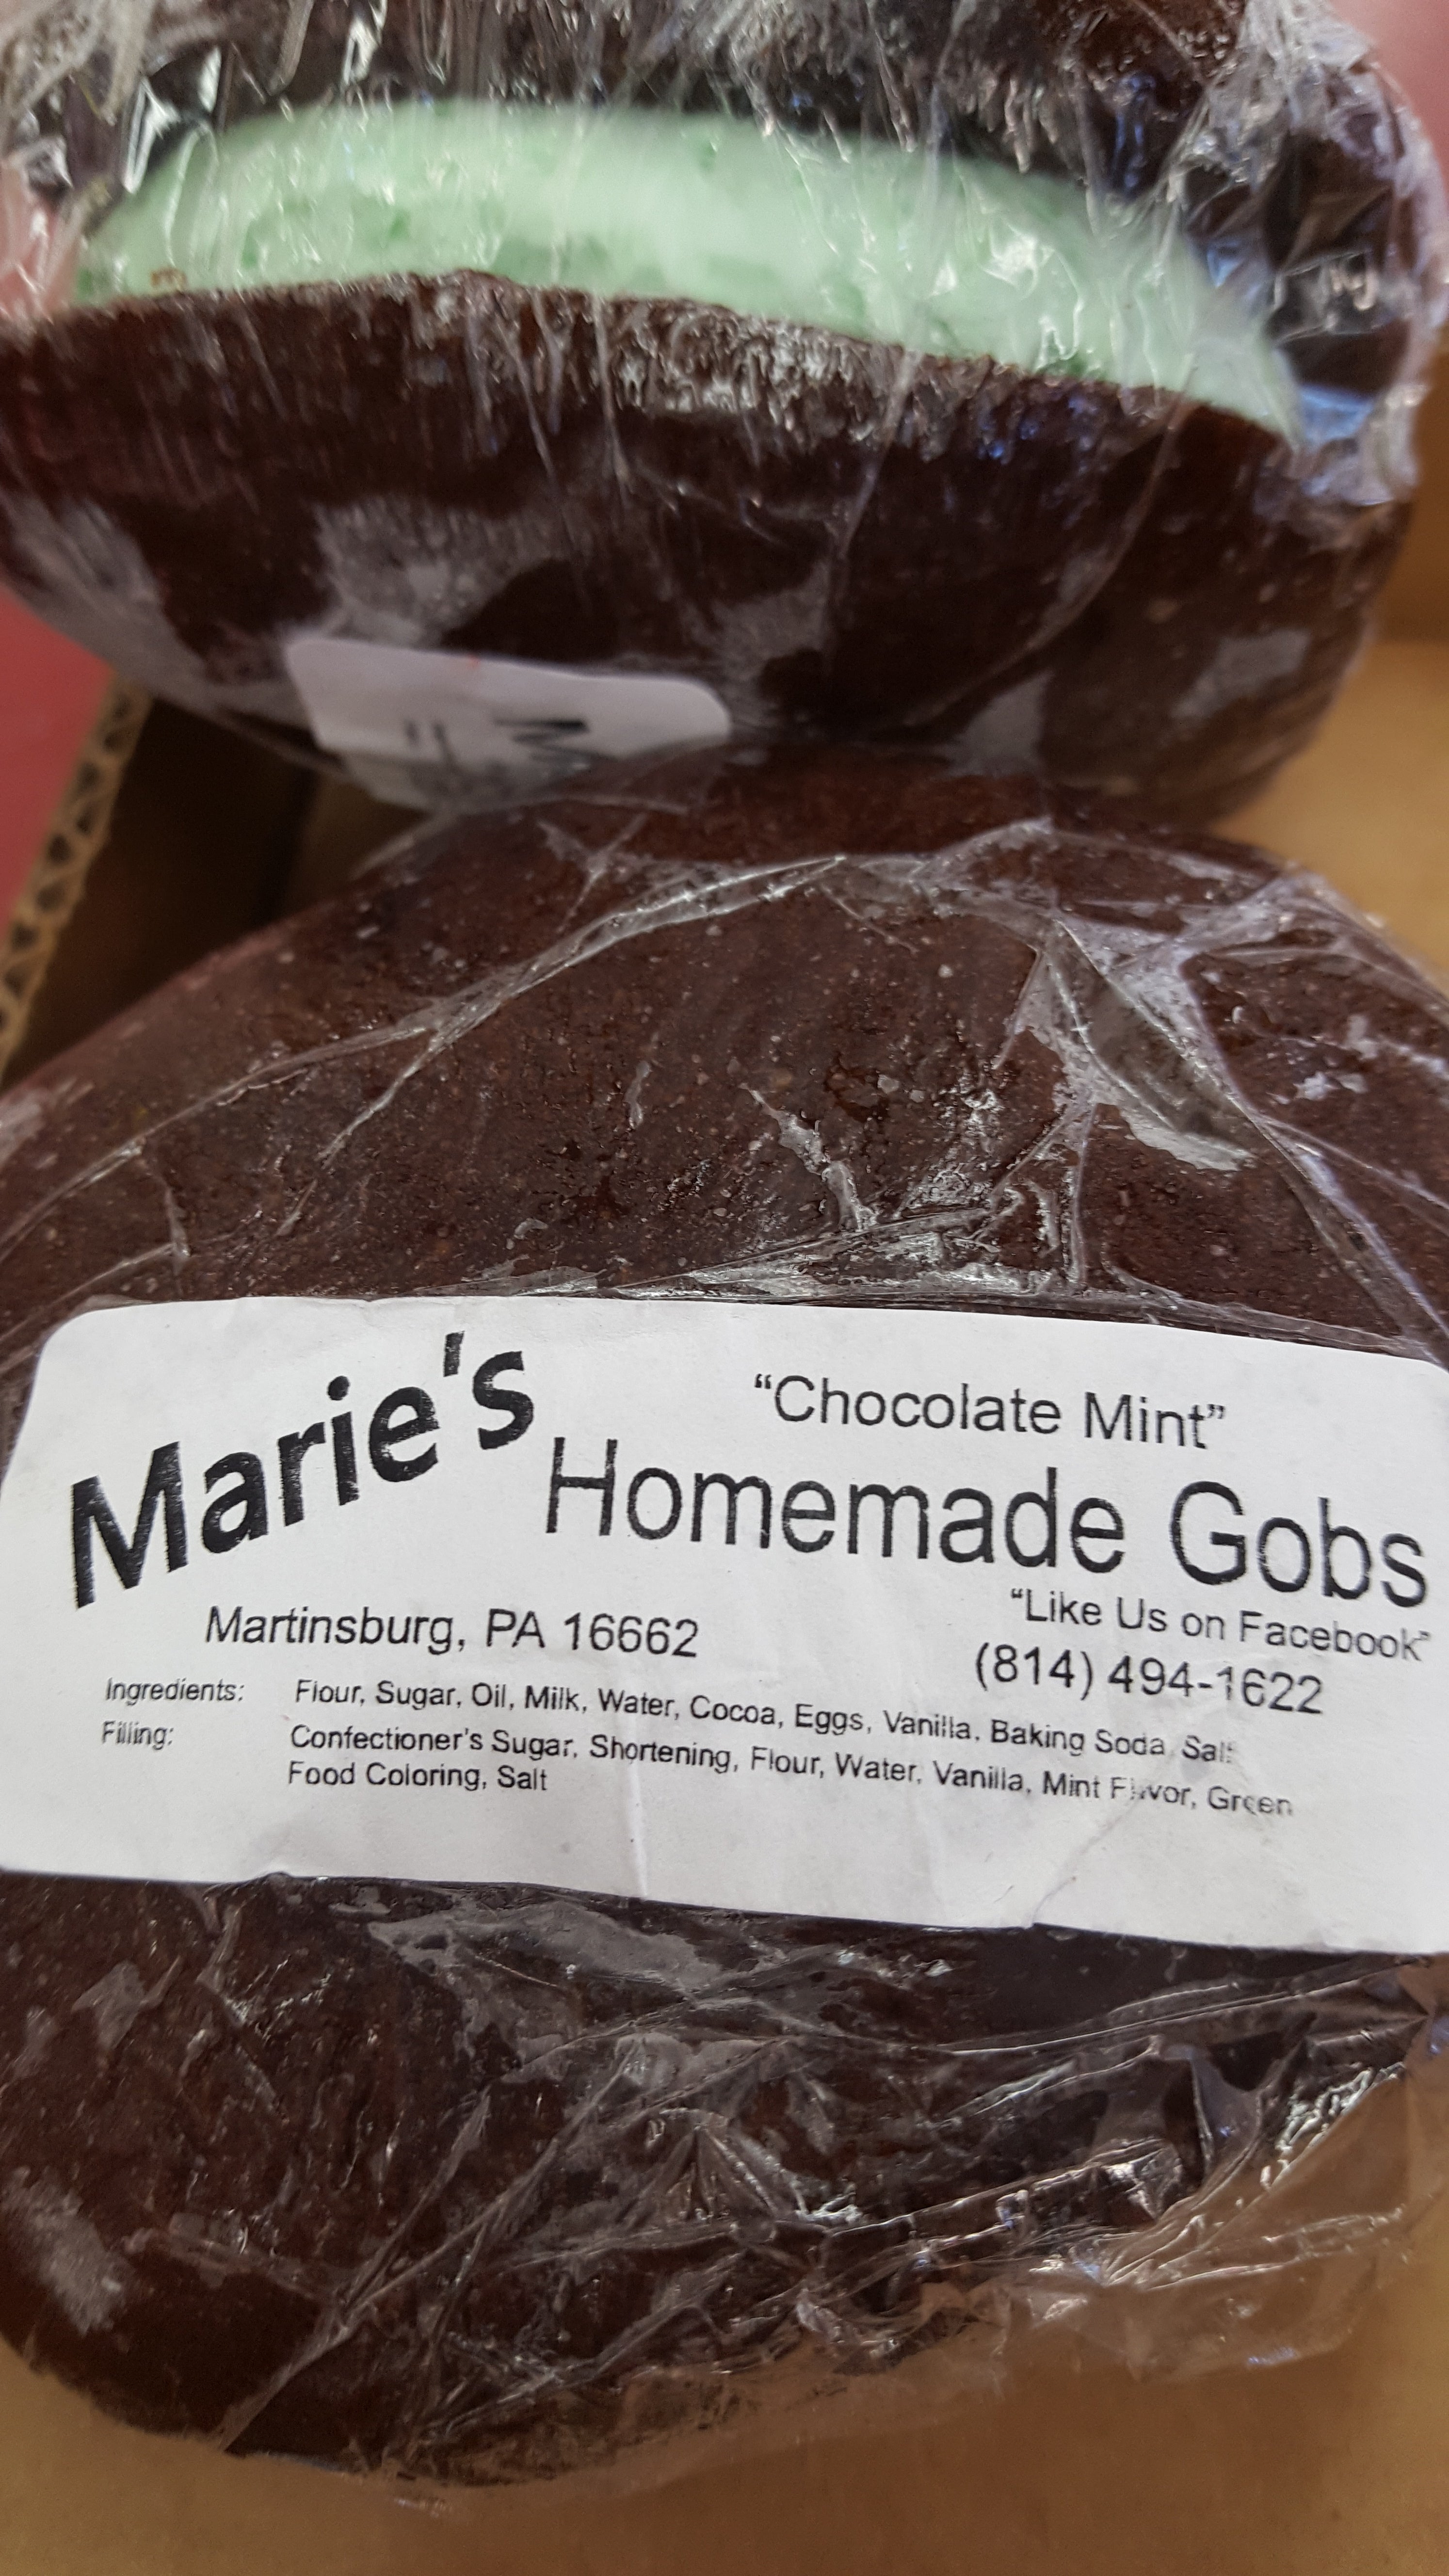 Marie's
"Chocolate Mint"
Homemade Gobs
"Like Us on Facebook"
Martinsburg, PA 16662
(814) 494-1622
Ingredients: Flour, Sugar, Oil, Milk, Water, Cocoa, Eggs, Vanilla, Baking Soda, Salt
Filling: Confectioner's Sugar, Shortening, Flour, Water, Vanilla, Mint Flavor, Green
Food Coloring, Salt